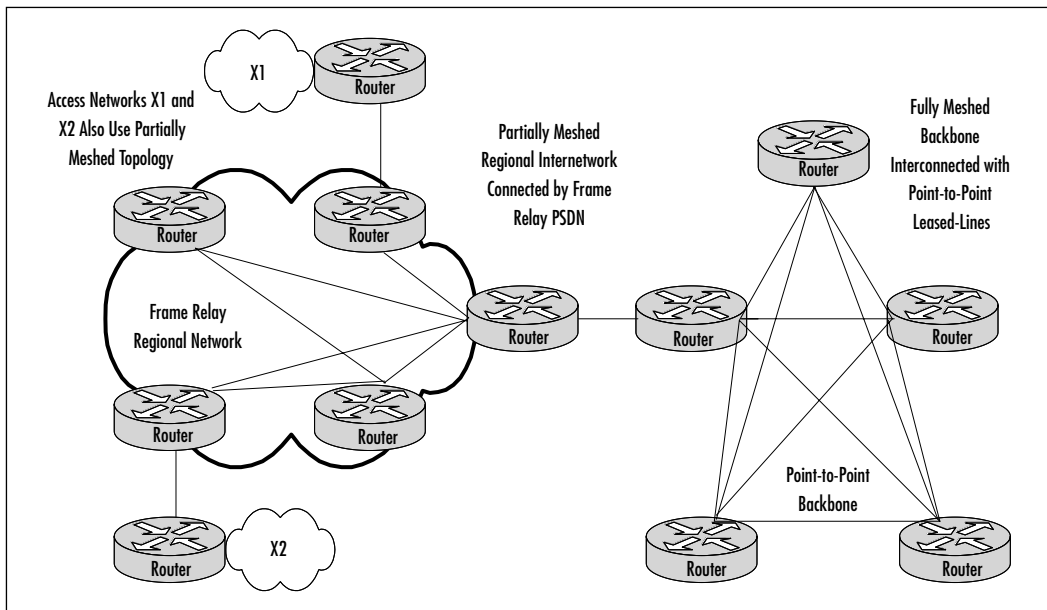 X1
Router
Access Networks X1 and
X2 Also Use Partially
Meshed Topology
Partially Meshed
Regional Internetwork
Connected by Frame
Relay PSDN
Fully Meshed
Backbone
Interconnected with
Point-to-Point
Leased-Lines
Router
Router
Router
Frame Relay
Regional Network
Router
Router
Router
Router
Router
Point-to-Point
Backbone
Router
X2
Router
Router